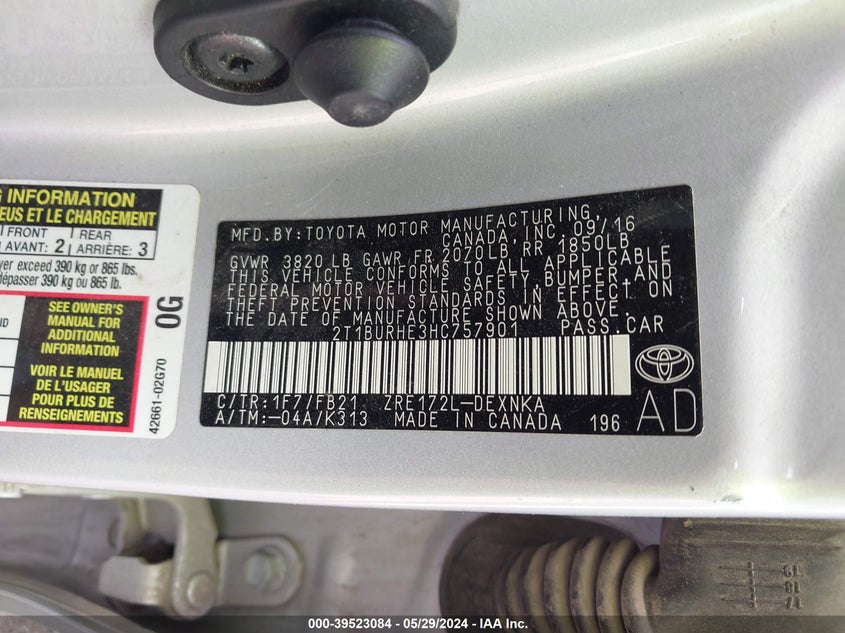 G INFORMATION
EUS ET LE CHARGEMENT
FRONT
AVANT: 2
REAR
ARRIÈRE: 3
ver exceed 390 kg or 865 lbs.
dépasser 390 kg ou 865 lb.
SEE OWNER'S
MANUAL FOR
ADDITIONAL
INFORMATION
VOIR LE MANUEL
DE L'USAGER
POUR PLUS DE
RENSEIGNEMENTS
0G
42661-02G70
MFD.BY:TOYOTA MOTOR MANUFACTURING,
CANADA,INC. 09/16
GVWR 3820 LB GAWR FR 2070LB RR 1850LB
THIS VEHICLE CONFORMS TO ALL APPLICABLE
FEDERAL MOTOR VEHICLE SAFETY,BUMPER,AND
THEFT PREVENTION STANDARDS IN EFFECT ON
THE DATE OF MANUFACTURE SHOWN ABOVE.
2T1BURHE3HC757901 PASS.CAR
C/TR:1F7/FB21 ZRE172L-DEXNKA
A/TM:-04A/K313 MADE IN CANADA 196
AD
000-39523084 - 05/29/2024 - IAA Inc.